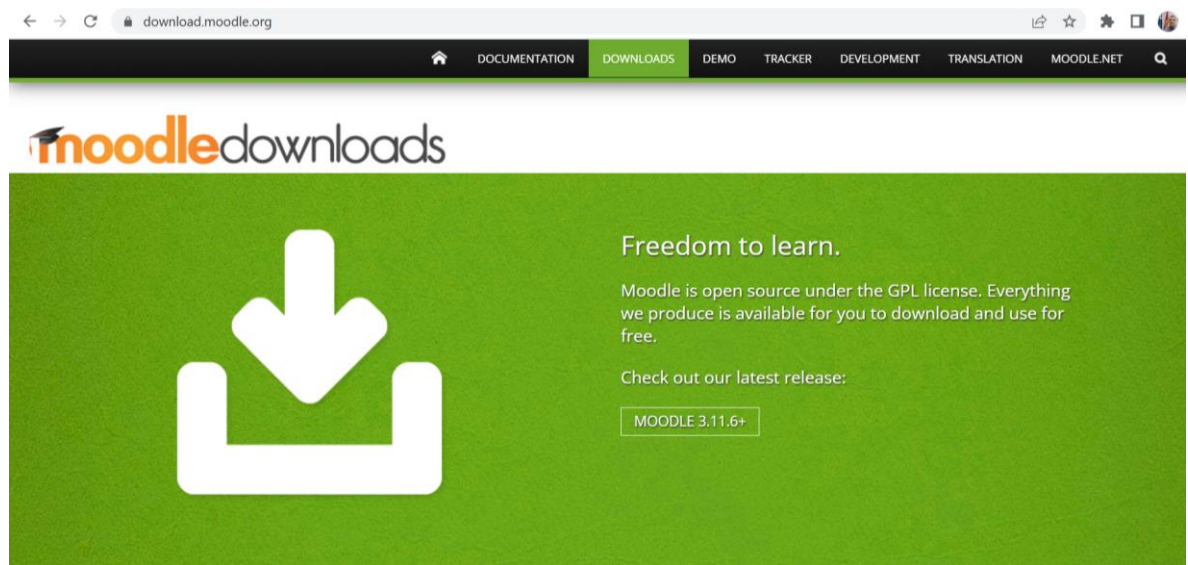 download.moodle.org
DOCUMENTATION DOWNLOADS DEMO TRACKER DEVELOPMENT TRANSLATION MOODLE.NET
moodledownloads
Freedom to learn.
Moodle is open source under the GPL license. Everything
we produce is available for you to download and use for
free.
Check out our latest release:
MOODLE 3.11.6+